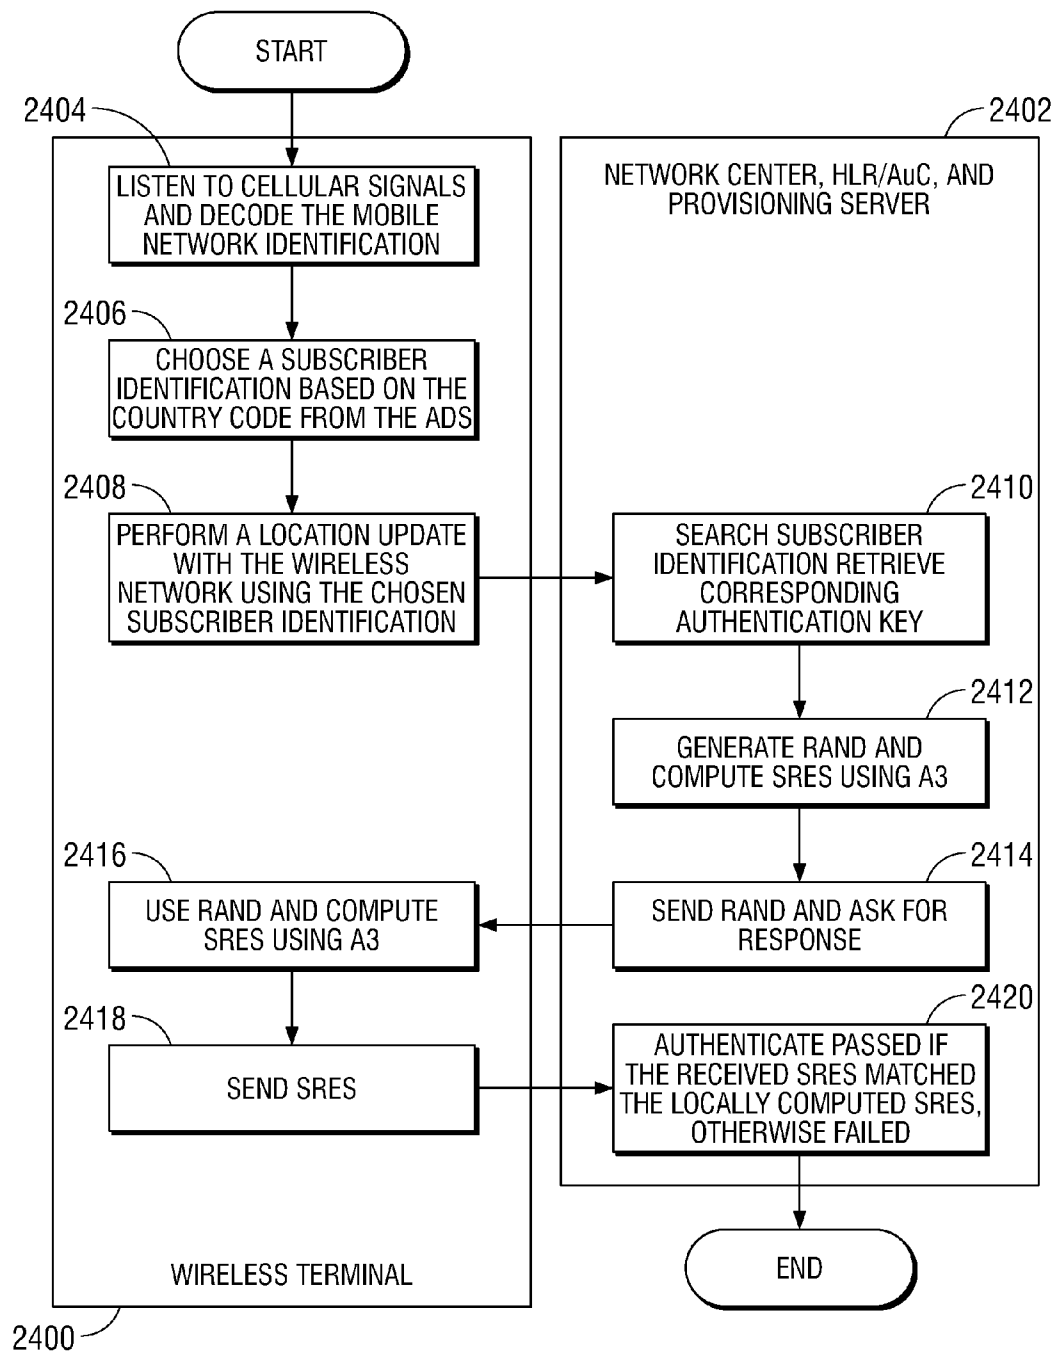 START
2404
2402
LISTEN TO CELLULAR SIGNALS
AND DECODE THE MOBILE
NETWORK IDENTIFICATION
NETWORK CENTER, HLR/AuC, AND
PROVISIONING SERVER
2406
CHOOSE A SUBSCRIBER
IDENTIFICATION BASED ON THE
COUNTRY CODE FROM THE ADS
2408
PERFORM A LOCATION UPDATE
WITH THE WIRELESS
NETWORK USING THE CHOSEN
SUBSCRIBER IDENTIFICATION
2410
SEARCH SUBSCRIBER
IDENTIFICATION RETRIEVE
CORRESPONDING
AUTHENTICATION KEY
2412
GENERATE RAND AND
COMPUTE SRES USING A3
2414
SEND RAND AND ASK FOR
RESPONSE
2416
USE RAND AND COMPUTE
SRES USING A3
2418
SEND SRES
2420
AUTHENTICATE PASSED IF
THE RECEIVED SRES MATCHED
THE LOCALLY COMPUTED SRES,
OTHERWISE FAILED
END
WIRELESS TERMINAL
2400